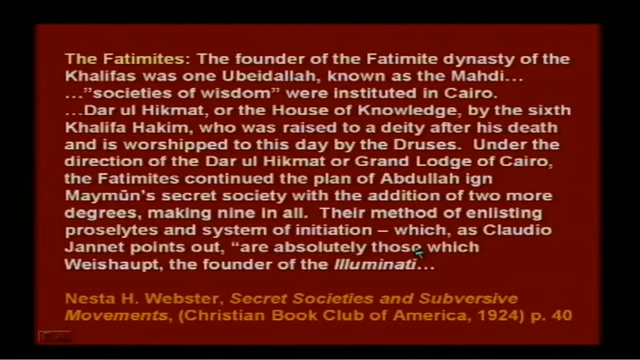 The Fatimites: The founder of the Fatimite dynasty of the
Khalifas was one Ubeidallah, known as the Mahdi…
…”societies of wisdom” were instituted in Cairo.
…Dar ul Hikmat, or the House of Knowledge, by the sixth
Khalifa Hakim, who was raised to a deity after his death
and is worshipped to this day by the Druses. Under the
direction of the Dar ul Hikmat or Grand Lodge of Cairo,
the Fatimites continued the plan of Abdullah ign
Maymūn’s secret society with the addition of two more
degrees, making nine in all. Their method of enlisting
proselytes and system of initiation – which, as Claudio
Jannet points out, “are absolutely those which
Weishaupt, the founder of the Illuminati…
Nesta H. Webster, Secret Societies and Subversive
Movements, (Christian Book Club of America, 1924) p. 40